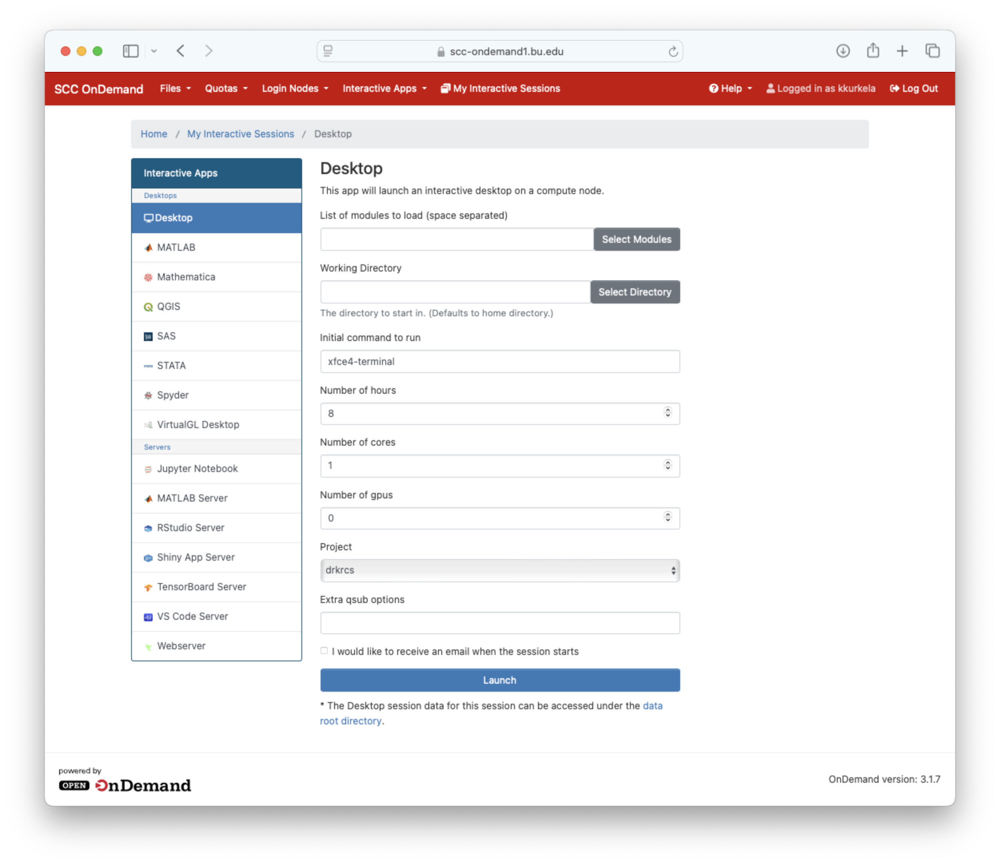 scc-ondemand1.bu.edu
SCC OnDemand Files Quotas Login Nodes Interactive Apps My Interactive Sessions Help Logged in as kkurkela Log Out
Home / My Interactive Sessions / Desktop
Interactive Apps
Desktops
Desktop
MATLAB
Mathematica
QGIS
SAS
STATA
Spyder
VirtualGL Desktop
Servers
Jupyter Notebook
MATLAB Server
RStudio Server
Shiny App Server
TensorBoard Server
VS Code Server
Webserver
Desktop
This app will launch an interactive desktop on a compute node.
List of modules to load (space separated)
Select Modules
Working Directory
Select Directory
The directory to start in. (Defaults to home directory.)
Initial command to run
xfce4-terminal
Number of hours
8
Number of cores
1
Number of gpus
0
Project
drkrcs
Extra qsub options
I would like to receive an email when the session starts
Launch
* The Desktop session data for this session can be accessed under the data
root directory.
powered by
OPEN OnDemand
OnDemand version: 3.1.7